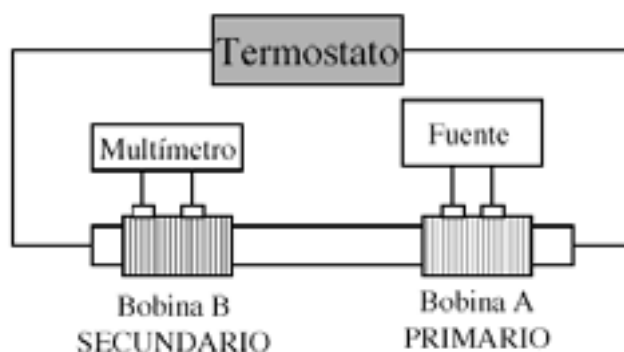 Termostato
Multímetro
Fuente
Bobina B
SECUNDARIO
Bobina A
PRIMARIO